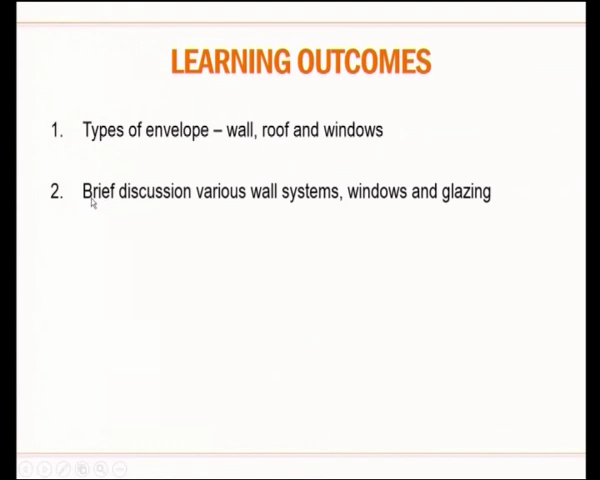 LEARNING OUTCOMES
1. Types of envelope – wall, roof and windows
2. Brief discussion various wall systems, windows and glazing